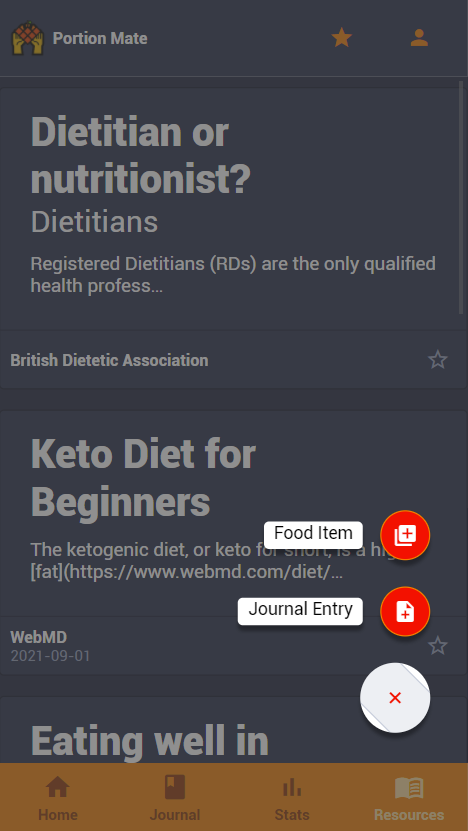 Portion Mate
Dietitian or
nutritionist?
Dietitians
Registered Dietitians (RDs) are the only qualified
health profess...
British Dietetic Association
Keto Diet for
Beginners
Food Item
The ketogenic diet, or keto for short, is a
[fat](https://www.webmd.com/diet/...
Journal Entry
WebMD
2021-09-01
Eating well in
Home
Journal
Stats
Resources